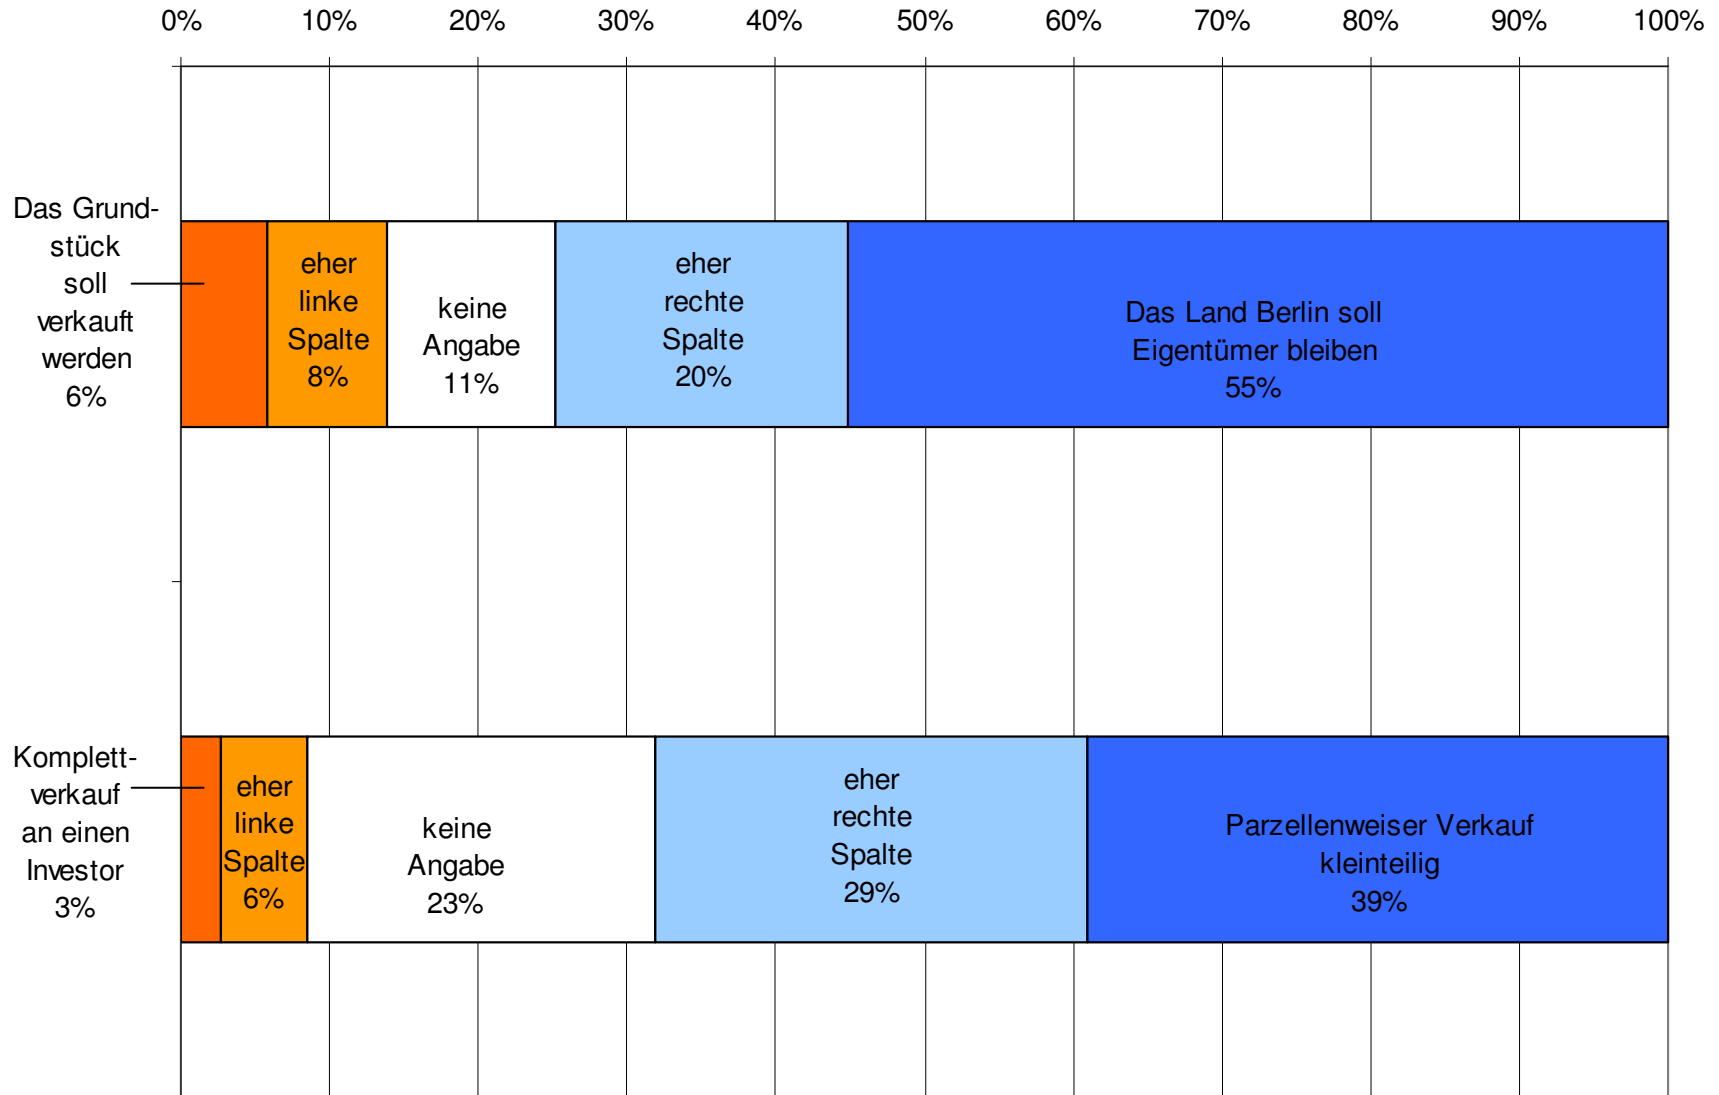 0% 10% 20% 30% 40% 50% 60% 70% 80% 90% 100%
Das Grund-
stück
soll
verkauft
werden
6%
eher
linke
Spalte
8%
keine
Angabe
11%
eher
rechte
Spalte
20%
Das Land Berlin soll
Eigentümer bleiben
55%
Komplett-
verkauf
an einen
Investor
3%
eher
linke
Spalte
6%
keine
Angabe
23%
eher
rechte
Spalte
29%
Parzellenweiser Verkauf
kleinteilig
39%